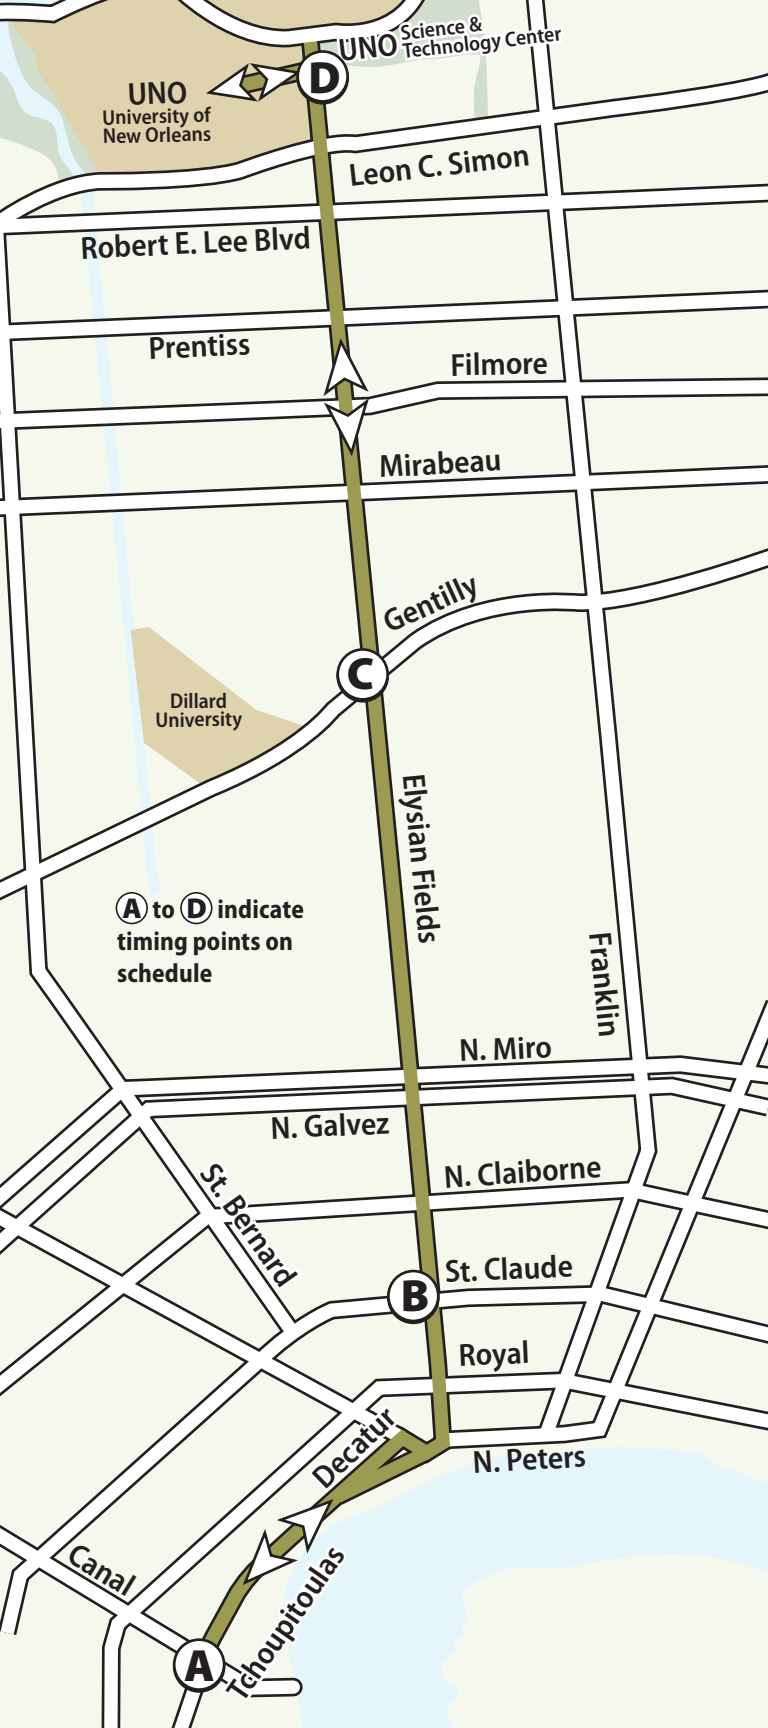 UNO Science &
Technology Center
D
UNO
University of
New Orleans
Leon C. Simon
Robert E. Lee Blvd
Prentiss
Filmore
Mirabeau
Gentilly
C
Dillard
University
Elysian Fields
A to D indicate
timing points on
schedule
Franklin
N. Miro
N. Galvez
N. Claiborne
St. Bernard
St. Claude
B
Royal
Decatur
N. Peters
Canal
Tchoupitoulas
A